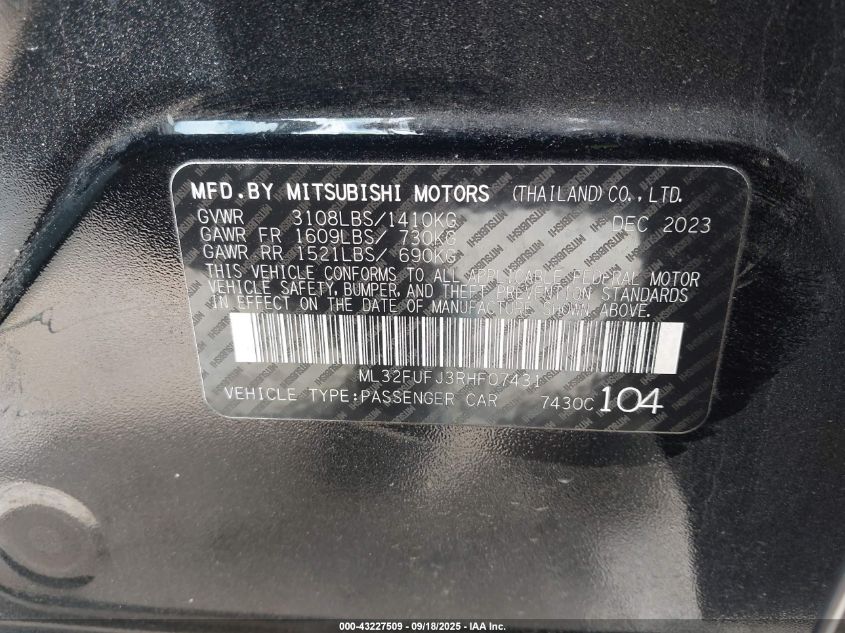 MFD.BY MITSUBISHI MOTORS (THAILAND)CO.,LTD.
GVWR 3108LBS/1410KG DEC 2023
GAWR FR 1609LBS/ 730KG
GAWR RR 1521LBS/ 690KG
THIS VEHICLE CONFORMS TO ALL APPLICABLE FEDERAL MOTOR
VEHICLE SAFETY, BUMPER, AND THEFT PREVENTION STANDARDS
IN EFFECT ON THE DATE OF MANUFACTURE SHOWN ABOVE.
ML32FUFJ3RHF07431
VEHICLE TYPE:PASSENGER CAR 7430C104
000-43227509 - 09/18/2025 - IAA Inc.